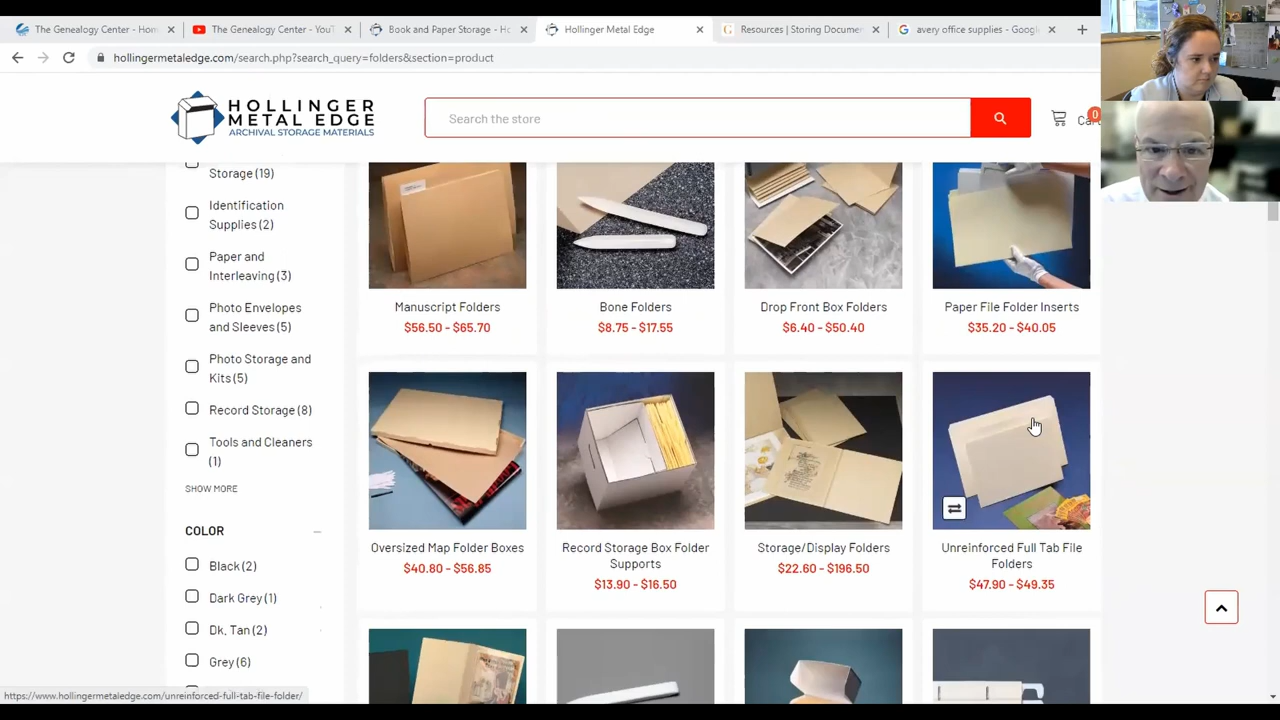 The Genealogy Center - Hom
The Genealogy Center - YouT
Book and Paper Storage - Ho
Hollinger Metal Edge
Resources | Storing Documen
avery office supplies - Google
hollingermetaledge.com/search.php?search_query=folders&section=product
HOLLINGER
METAL EDGE
ARCHIVAL STORAGE MATERIALS
Search the store
Cart
0
Storage (19)
Identification
Supplies (2)
Paper and
Interleaving (3)
Photo Envelopes
and Sleeves (5)
Photo Storage and
Kits (5)
Record Storage (8)
Tools and Cleaners
(1)
SHOW MORE
COLOR
Black (2)
Dark Grey (1)
Dk. Tan (2)
Grey (6)
Manuscript Folders
$56.50 - $65.70
Bone Folders
$8.75 - $17.55
Drop Front Box Folders
$6.40 - $50.40
Paper File Folder Inserts
$35.20 - $40.05
Oversized Map Folder Boxes
$40.80 - $56.85
Record Storage Box Folder
Supports
$13.90 - $16.50
Storage/Display Folders
$22.60 - $196.50
Unreinforced Full Tab File
Folders
$47.90 - $49.35
https://www.hollingermetaledge.com/unreinforced-full-tab-file-folder/